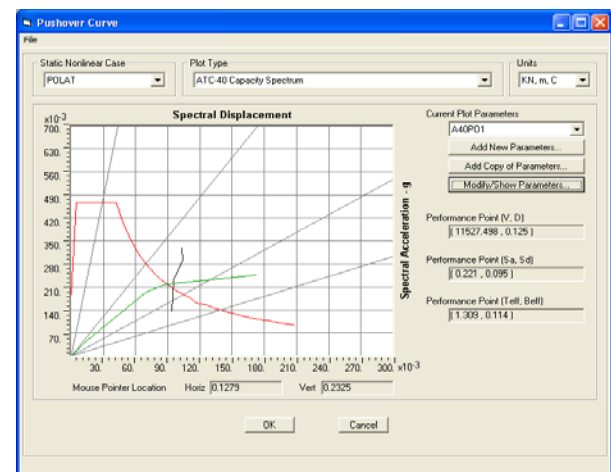 Pushover Curve
File
Static Nonlinear Case
POLAT
Plot Type
ATC-40 Capacity Spectrum
Units
KN, m, C
x10-3
Spectral Displacement
700.
630.
560.
490.
420.
350.
280.
210.
140.
70.
30. 60. 90. 120. 150. 180. 210. 240. 270. 300. x10-3
Spectral Acceleration - g
Mouse Pointer Location Horiz 0.1279 Vert 0.2325
Current Plot Parameters
A40PO1
Add New Parameters...
Add Copy of Parameters...
Modify/Show Parameters...
Performance Point (V, D)
( 11527.498 , 0.125 )
Performance Point (Sa, Sd)
( 0.221 , 0.095 )
Performance Point (Teff, Beff)
( 1.309 , 0.114 )
OK Cancel